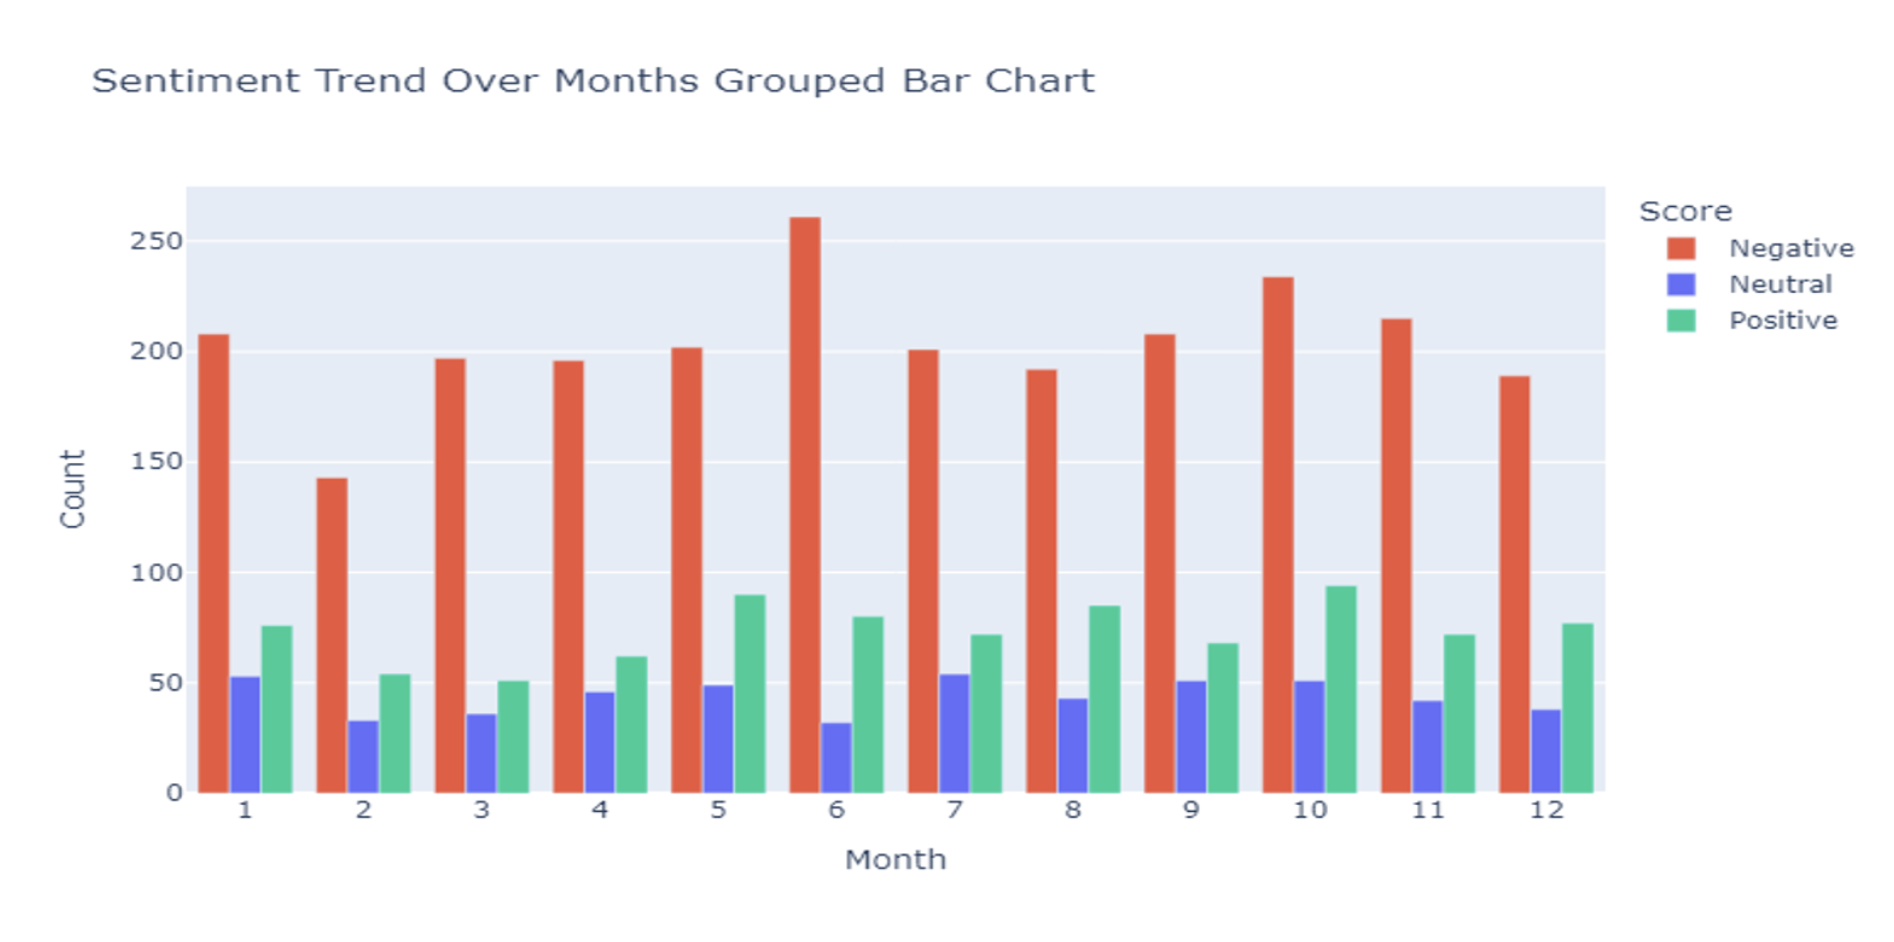 Sentiment Trend Over Months Grouped Bar Chart
Score
Negative
Neutral
Positive
250
200
150
100
50
0
Count
1 2 3 4 5 6 7 8 9 10 11 12
Month